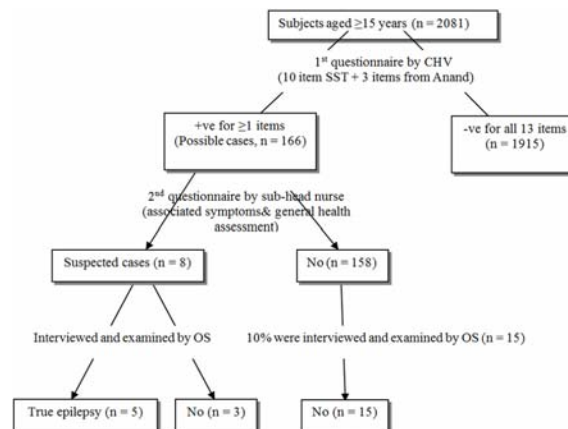 Subjects aged ≥15 years (n = 2081)
1st questionnaire by CHV
(10 item SST + 3 items from Anand)
+ve for ≥1 items
(Possible cases, n = 166)
-ve for all 13 items
(n = 1915)
2nd questionnaire by sub-head nurse
(associated symptoms& general health
assessment)
Suspected cases (n = 8)
No (n = 158)
Interviewed and examined by OS
10% were interviewed and examined by OS (n = 15)
True epilepsy (n = 5)
No (n = 3)
No (n = 15)